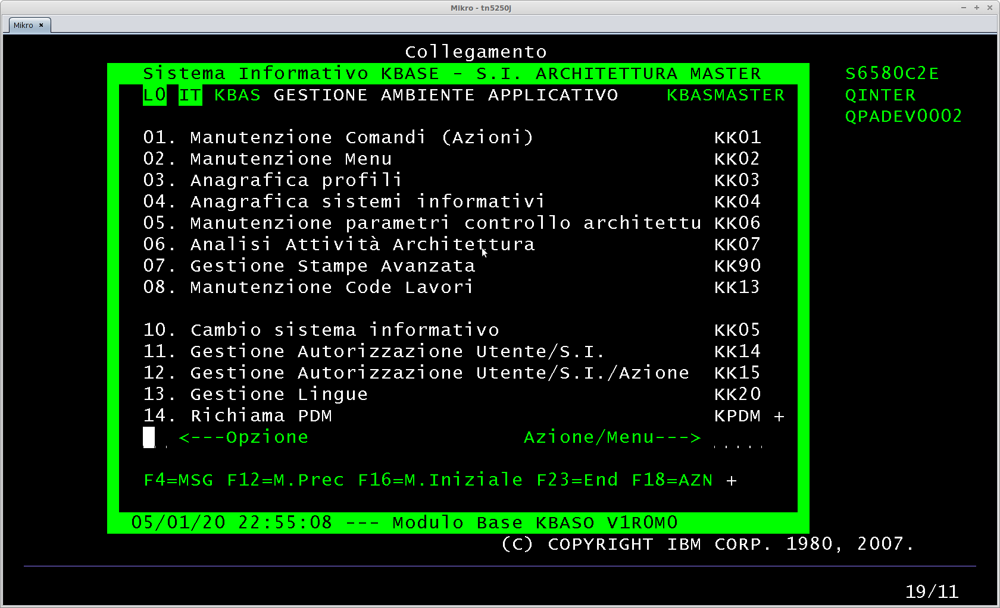 Mikro - tn5250j
Mikro ×
Collegamento
Sistema Informativo KBASE - S.I. ARCHITETTURA MASTER S6580C2E
LO IT KBAS GESTIONE AMBIENTE APPLICATIVO KBASMASTER QINTER
QPADEV0002
01. Manutenzione Comandi (Azioni) KK01
02. Manutenzione Menu KK02
03. Anagrafica profili KK03
04. Anagrafica sistemi informativi KK04
05. Manutenzione parametri controllo architettu KK06
06. Analisi Attività Architettura KK07
07. Gestione Stampe Avanzata KK90
08. Manutenzione Code Lavori KK13
10. Cambio sistema informativo KK05
11. Gestione Autorizzazione Utente/S.I. KK14
12. Gestione Autorizzazione Utente/S.I./Azione KK15
13. Gestione Lingue KK20
14. Richiama PDM KPDM +
<---Opzione Azione/Menu--->
F4=MSG F12=M.Prec F16=M.Iniziale F23=End F18=AZN +
05/01/20 22:55:08 --- Modulo Base KBASO V1R0M0
(C) COPYRIGHT IBM CORP. 1980, 2007.
19/11